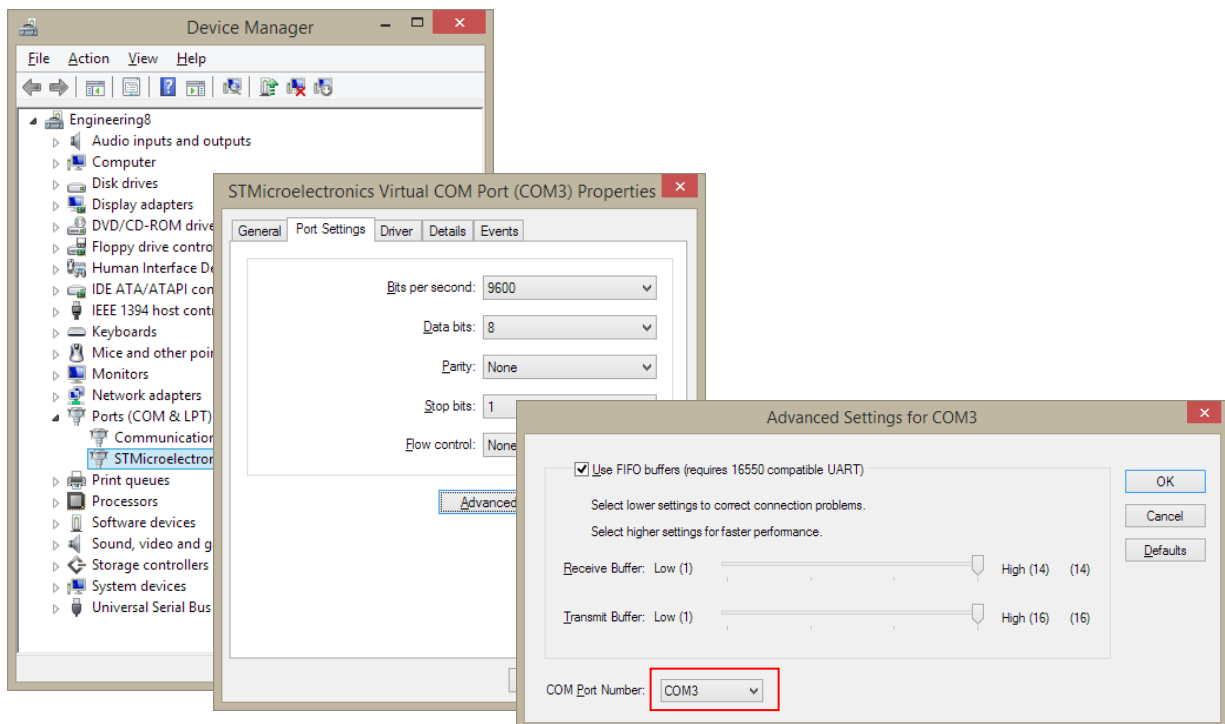 Device Manager
File Action View Help
Engineering8
Audio inputs and outputs
Computer
Disk drives
Display adapters
DVD/CD-ROM drive
Floppy drive contro
Human Interface De
IDE ATA/ATAPI con
IEEE 1394 host contr
Keyboards
Mice and other poin
Monitors
Network adapters
Ports (COM & LPT)
Communication
STMicroelectron
Print queues
Processors
Software devices
Sound, video and g
Storage controllers
System devices
Universal Serial Bus
STMicroelectronics Virtual COM Port (COM3) Properties
General Port Settings Driver Details Events
Bits per second: 9600
Data bits: 8
Parity: None
Stop bits: 1
Flow control: None
Advanced
Advanced Settings for COM3
Use FIFO buffers (requires 16550 compatible UART)
Select lower settings to correct connection problems.
Select higher settings for faster performance.
Receive Buffer: Low (1) High (14) (14)
Transmit Buffer: Low (1) High (16) (16)
COM Port Number: COM3
OK
Cancel
Defaults